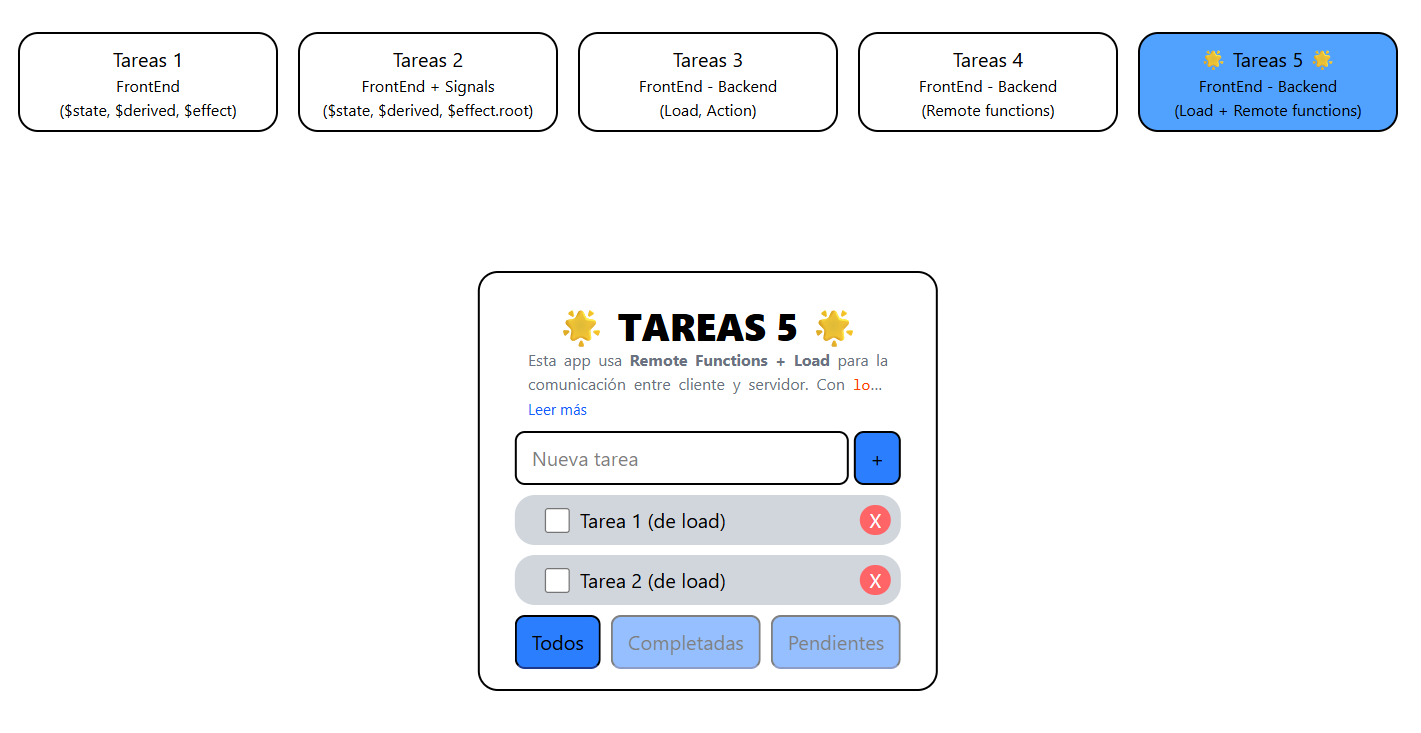 Tareas 1
FrontEnd
($state, $derived, $effect)
Tareas 2
FrontEnd + Signals
($state, $derived, $effect.root)
Tareas 3
FrontEnd - Backend
(Load, Action)
Tareas 4
FrontEnd - Backend
(Remote functions)
🌟 Tareas 5 🌟
FrontEnd - Backend
(Load + Remote functions)
🌟 TAREAS 5 🌟
Esta app usa Remote Functions + Load para la
comunicación entre cliente y servidor. Con lo...
Leer más
Nueva tarea
+
Tarea 1 (de load)
X
Tarea 2 (de load)
X
Todos
Completadas
Pendientes